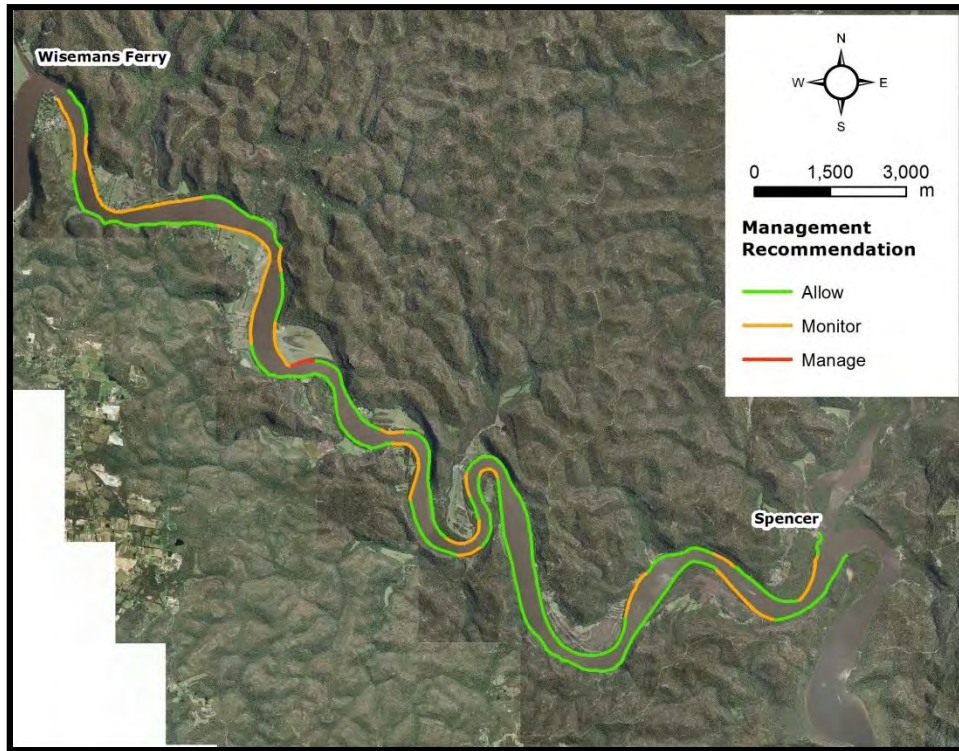 Wisemans Ferry
N
W E
S
0 1,500 3,000
m
Management
Recommendation
Allow
Monitor
Manage
Spencer